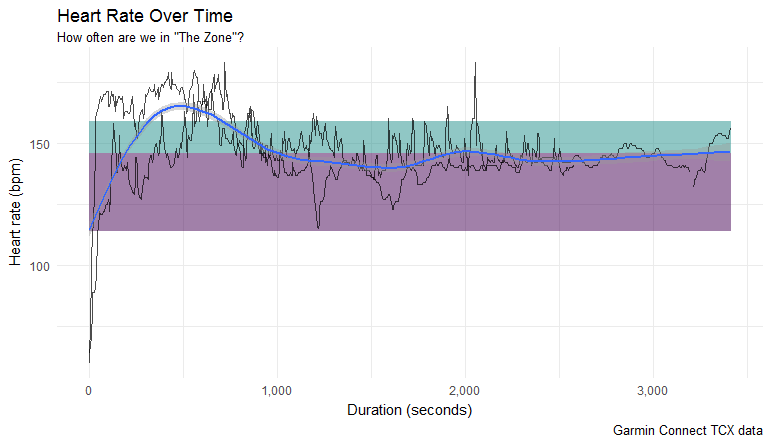 Heart Rate Over Time
How often are we in "The Zone"?
Heart rate (bpm)
150
100
0
1,000
2,000
3,000
Duration (seconds)
Garmin Connect TCX data